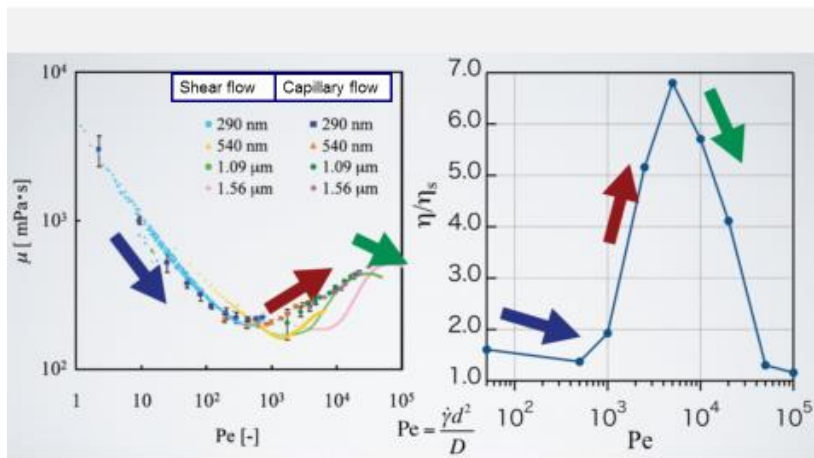 Shear flow Capillary flow
290 nm 290 nm
540 nm 540 nm
1.09 μm 1.09 μm
1.56 μm 1.56 μm
μ [ mPa•s]
10⁴
10³
10²
1 10 10² 10³ 10⁴ 10⁵
Pe [-]
Pe = γ̇d²/D
η/ηs
7.0
6.0
5.0
4.0
3.0
2.0
1.0
10² 10³ 10⁴ 10⁵
Pe